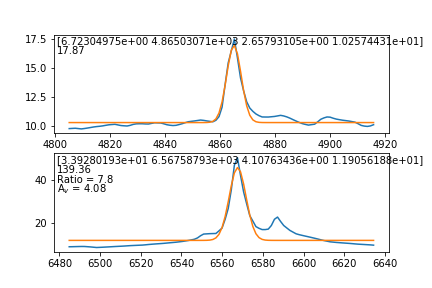 [6.72304975e+00 4.86503071e+03 2.65793105e+00 1.02574431e+01]
17.87
17.5
15.0
12.5
10.0
4800 4820 4840 4860 4880 4900 4920
[3.39280193e+01 6.56758793e+03 4.10763436e+00 1.19056188e+01]
139.36
Ratio = 7.8
Aᵥ = 4.08
40
20
6480 6500 6520 6540 6560 6580 6600 6620 6640